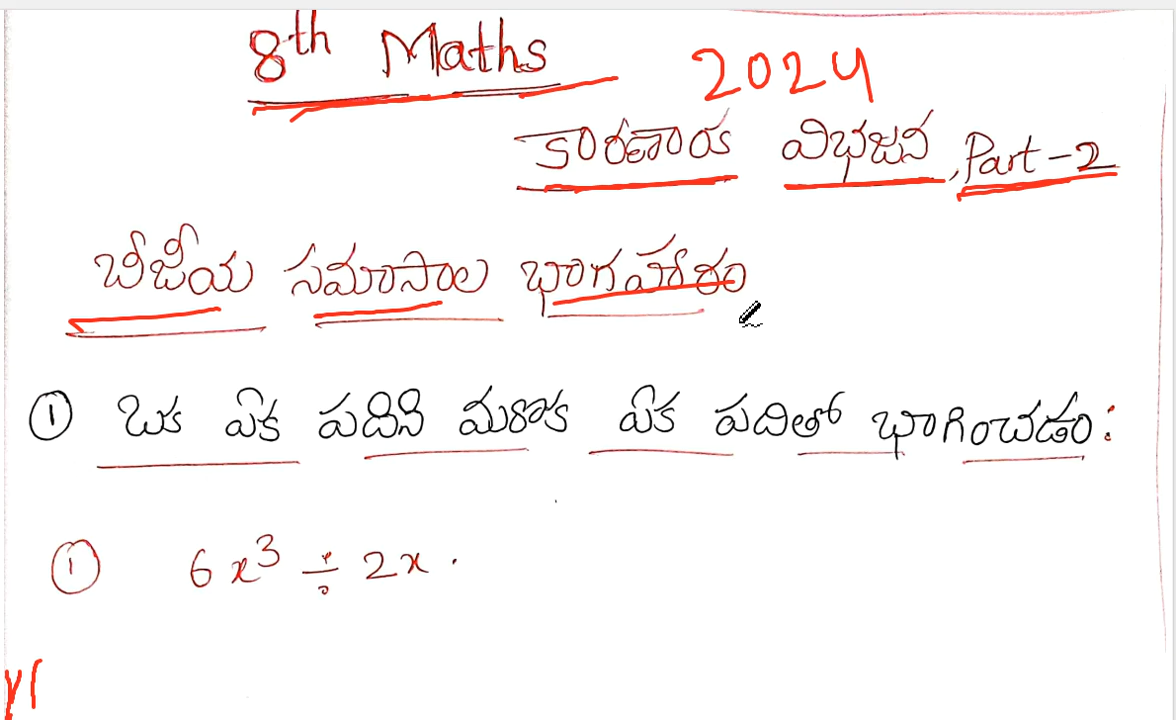 8th Maths 2024
కారణాంక విభజన, Part-2
బీజీయ సమాసాల భాగహారం
① ఒక ఏక పదిని మరొక ఏక పదితో భాగించడం:
① 6x³ ÷ 2x.